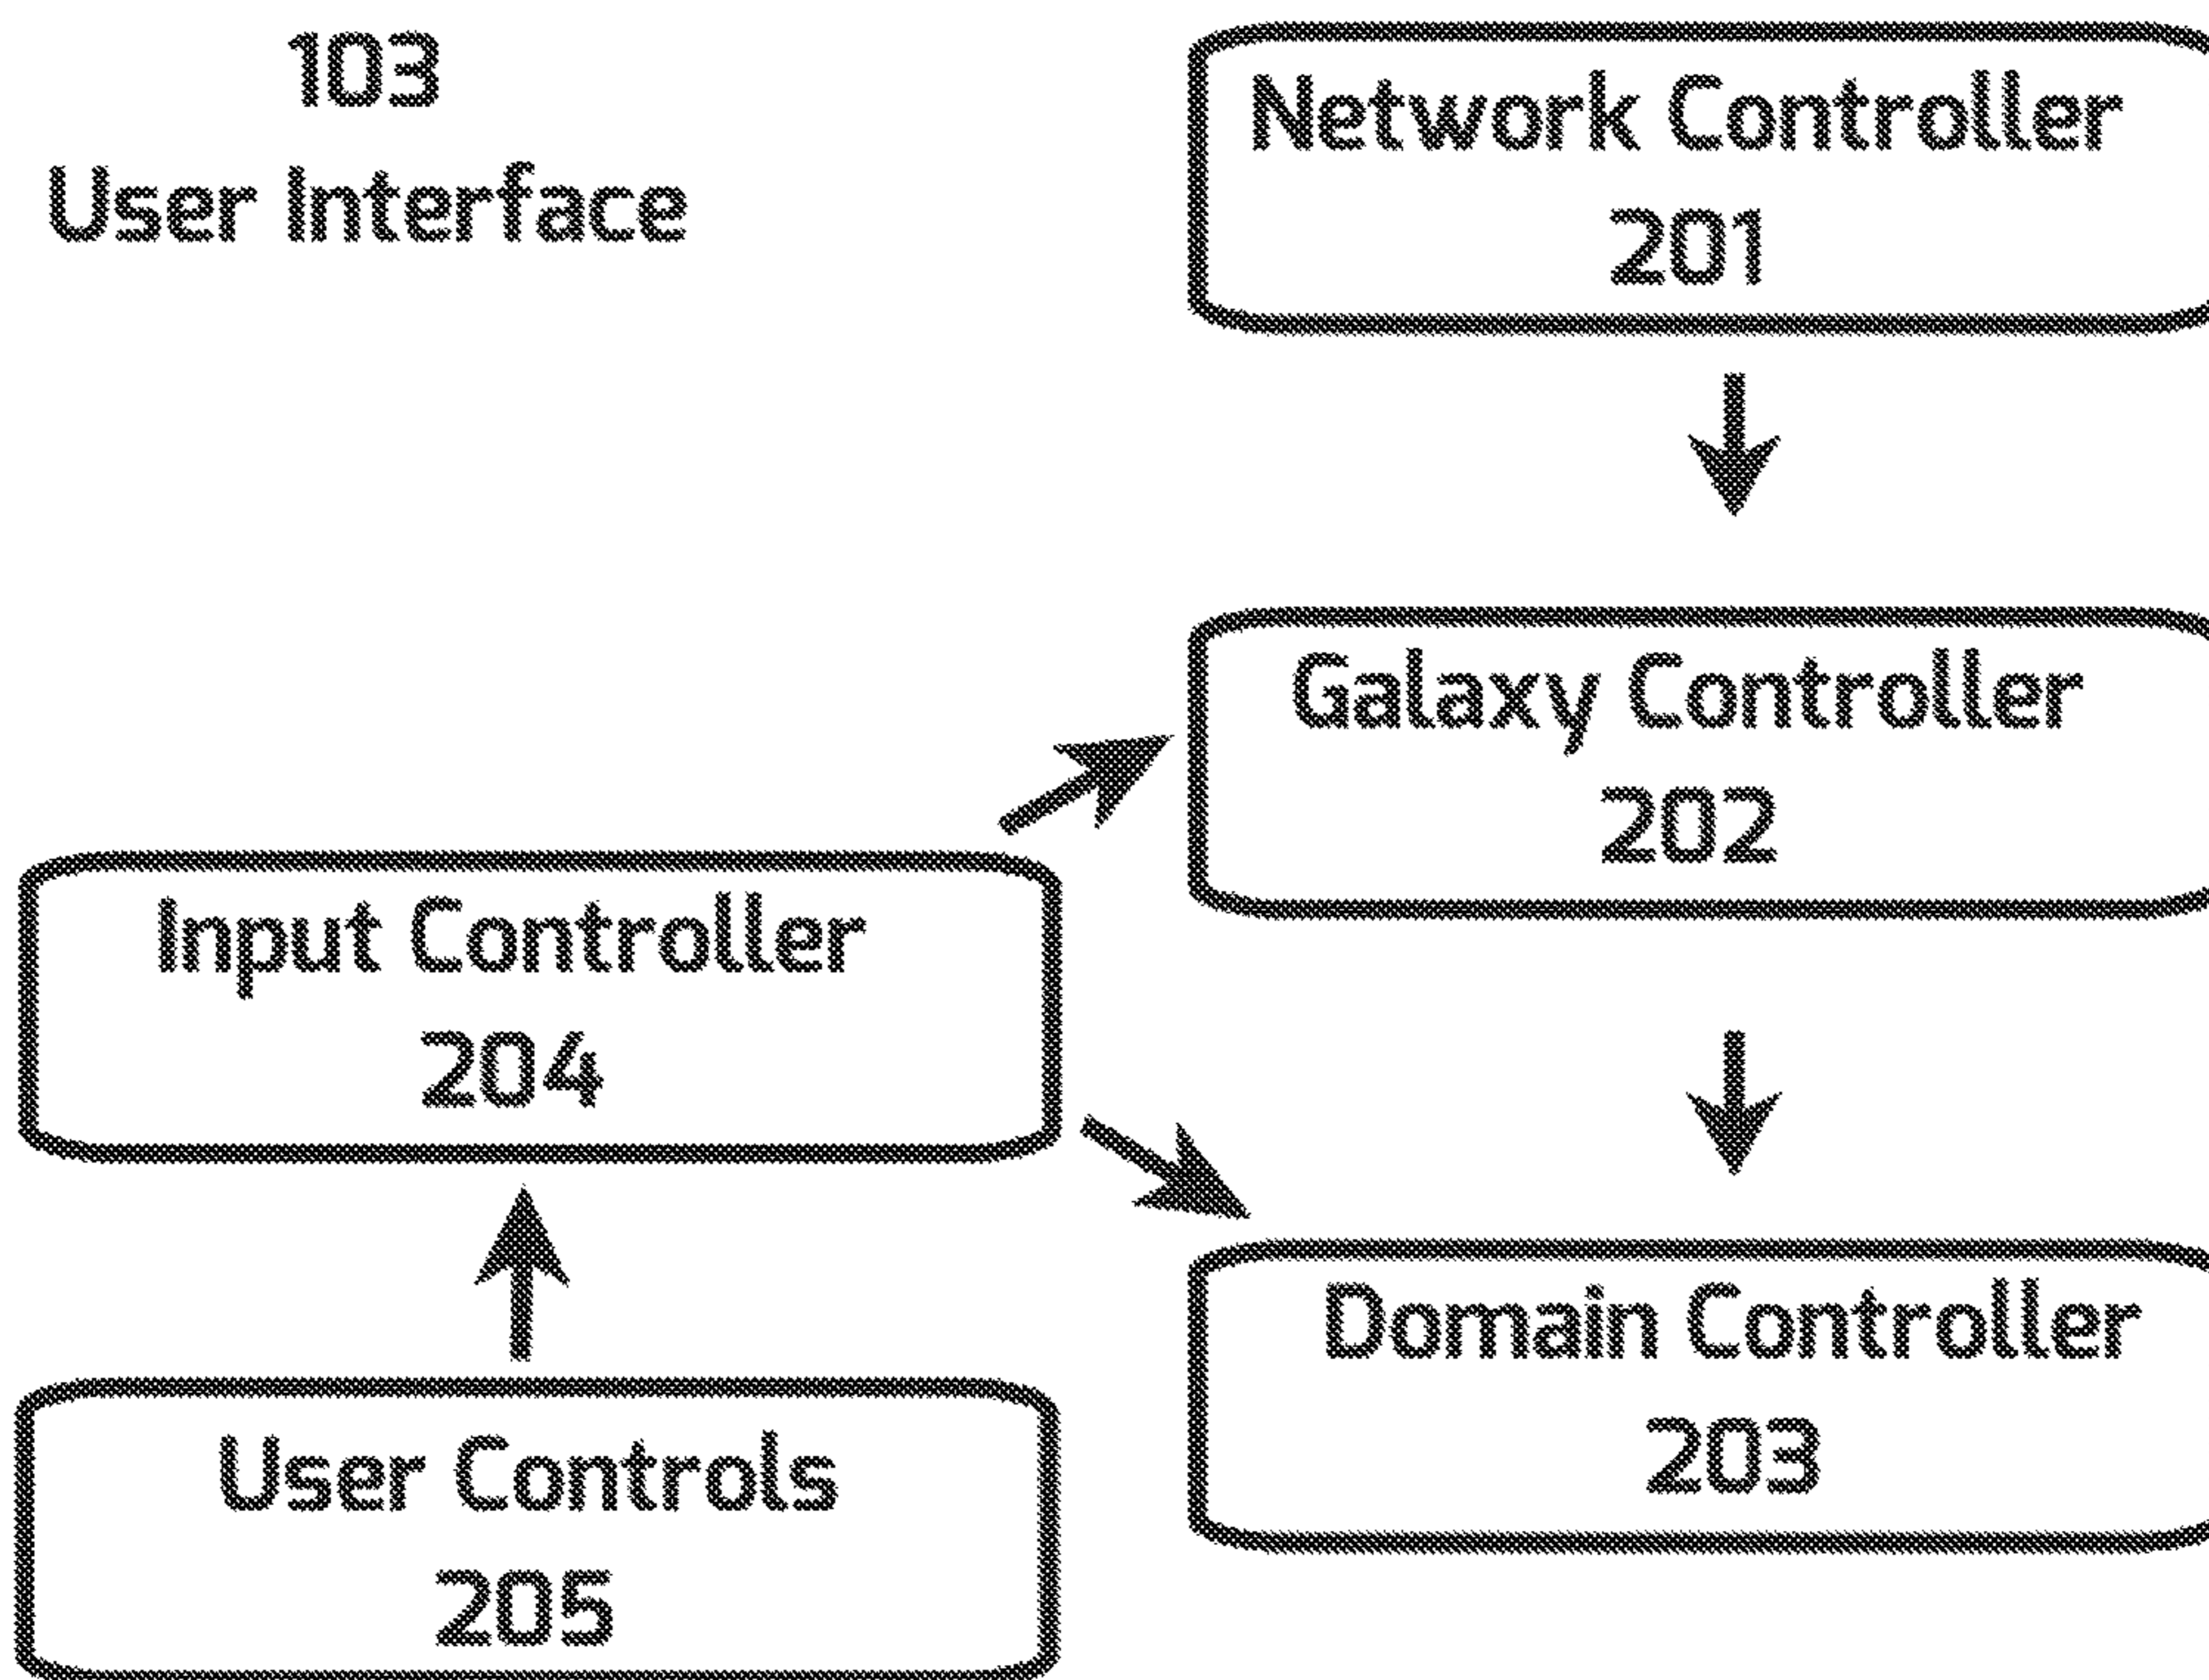 103
User Interface
Network Controller
201
Galaxy Controller
202
Input Controller
204
Domain Controller
203
User Controls
205